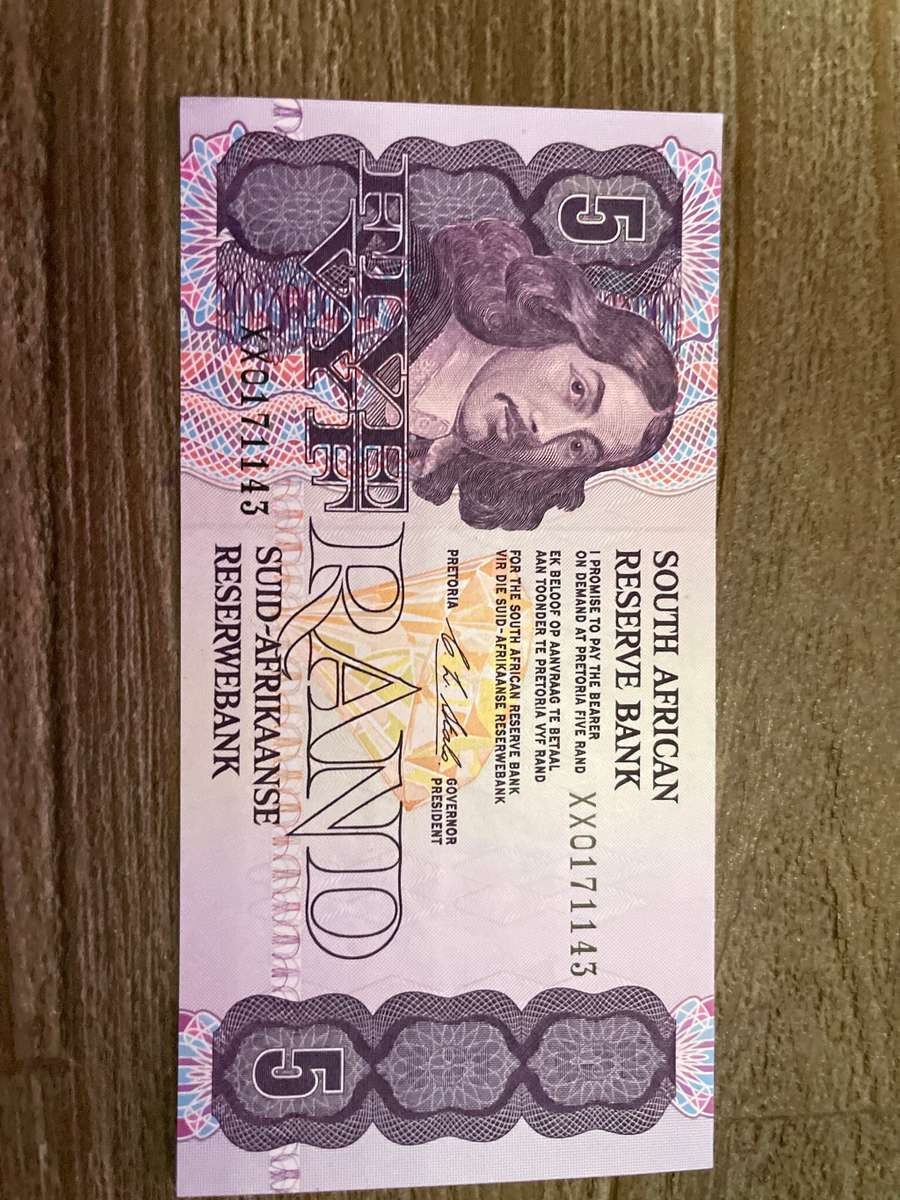 5
SOUTH AFRICAN
RESERVE BANK
I PROMISE TO PAY THE BEARER
ON DEMAND AT PRETORIA FIVE RAND
XX0171143
EK BELOOF OP AANVRAAG TE BETAAL
AAN TOONDER TE PRETORIA VYF RAND
FOR THE SOUTH AFRICAN RESERVE BANK
VIR DIE SUID-AFRIKAANSE RESERWEBANK
PRETORIA
GOVERNOR
PRESIDENT
FIVE
VYF
RAND
XX0171143
SUID-AFRIKAANSE
RESERWEBANK
5